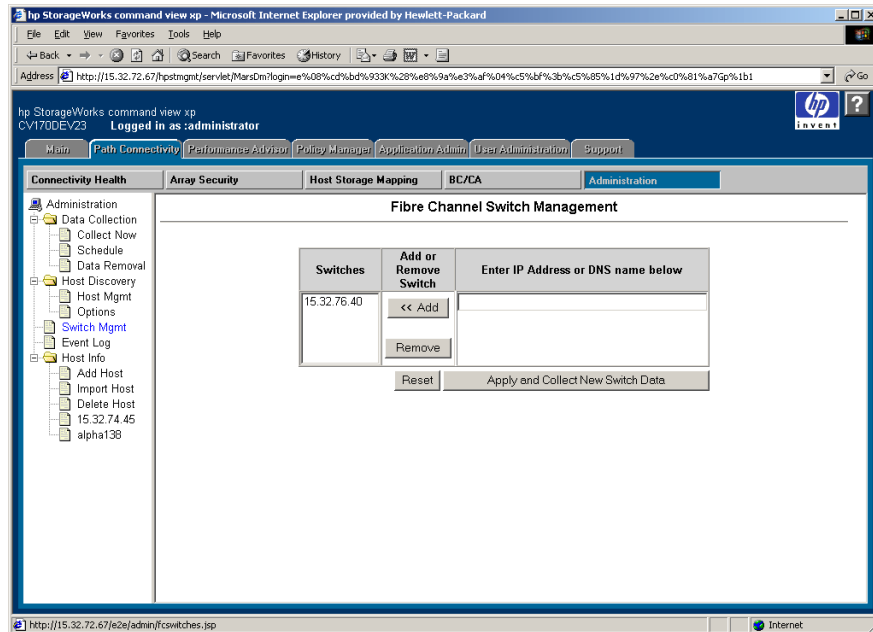 hp StorageWorks command view xp - Microsoft Internet Explorer provided by Hewlett-Packard
File Edit View Favorites Tools Help
Back Search Favorites History
Address http://15.32.72.67/hpstmgmt/servlet/MarsDm?login=e%08%cd%bd%933K%28%e8%9a%e3%af%04%c5%bf%3b%c5%85%1d%97%2e%c0%81%a7Gp%1b1 Go
hp StorageWorks command view xp
CV170DEV23 Logged in as :administrator
hp
invent
?
Main Path Connectivity Performance Advisor Policy Manager Application Admin User Administration Support
Connectivity Health Array Security Host Storage Mapping BC/CA Administration
Administration
Data Collection
Collect Now
Schedule
Data Removal
Host Discovery
Host Mgmt
Options
Switch Mgmt
Event Log
Host Info
Add Host
Import Host
Delete Host
15.32.74.45
alpha138
Fibre Channel Switch Management
Switches
Add or Remove Switch
Enter IP Address or DNS name below
15.32.76.40
<< Add
Remove
Reset
Apply and Collect New Switch Data
http://15.32.72.67/e2e/admin/fcswitches.jsp
Internet